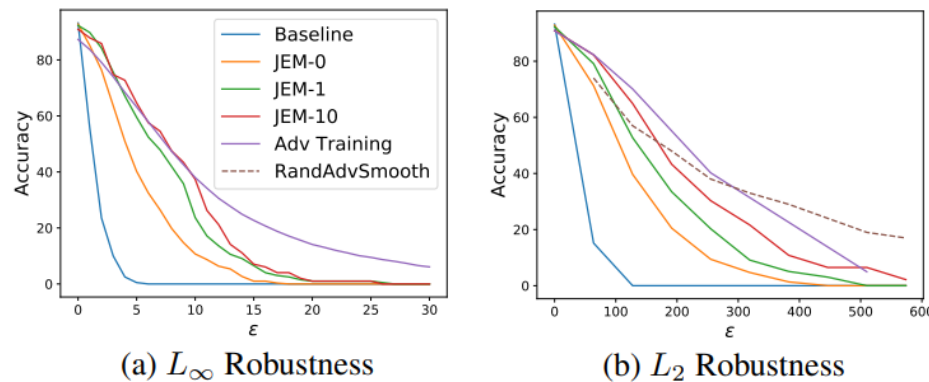 Accuracy
80
60
40
20
0
0 5 10 15 20 25 30
ε
Baseline
JEM-0
JEM-1
JEM-10
Adv Training
RandAdvSmooth
(a) L∞ Robustness
Accuracy
80
60
40
20
0
0 100 200 300 400 500 600
ε
(b) L2 Robustness